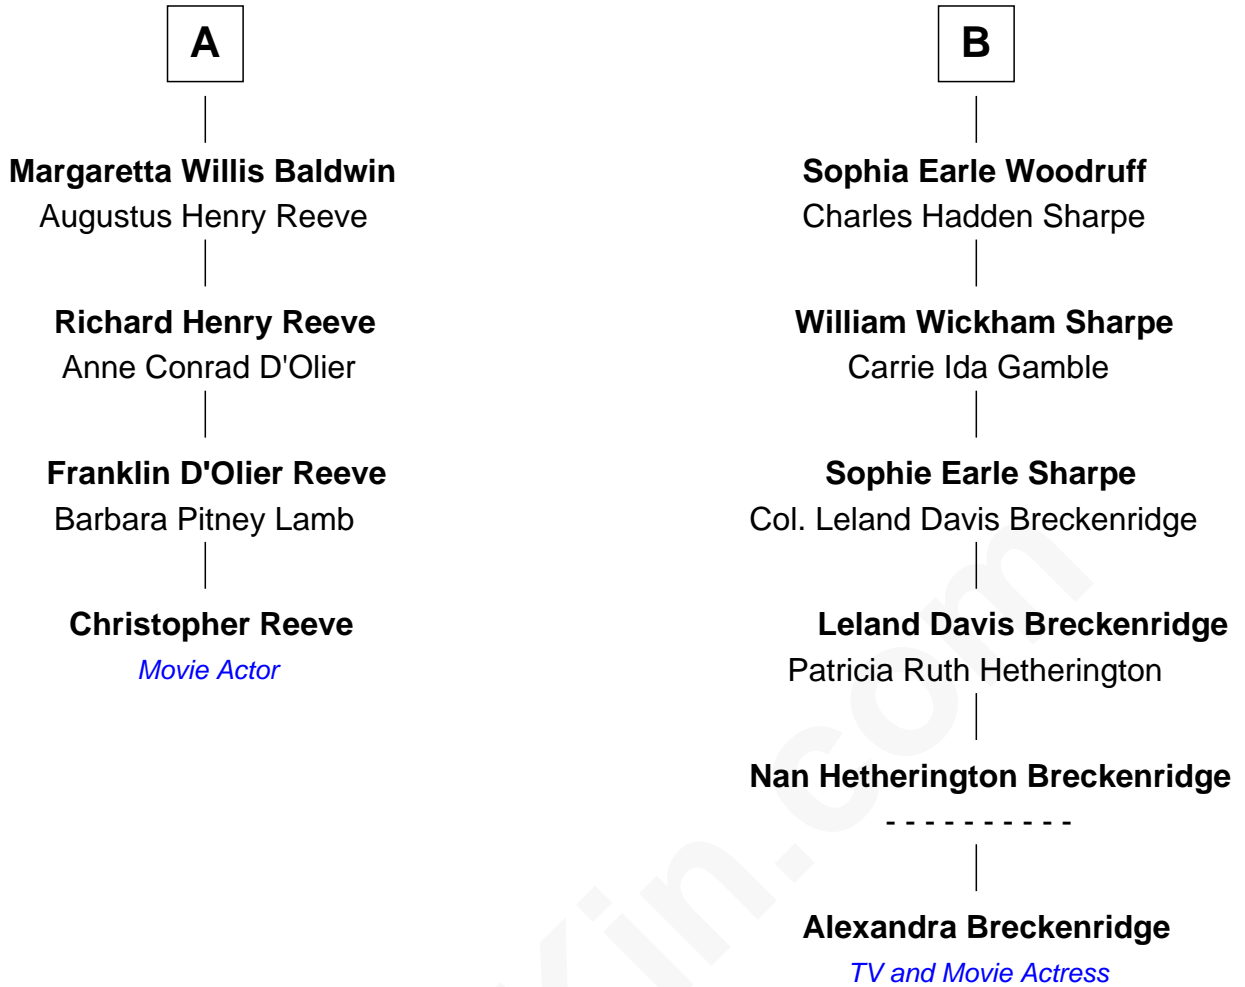 A
Margaretta Willis Baldwin
Augustus Henry Reeve
Richard Henry Reeve
Anne Conrad D'Olier
Franklin D'Olier Reeve
Barbara Pitney Lamb
Christopher Reeve
Movie Actor
B
Sophia Earle Woodruff
Charles Hadden Sharpe
William Wickham Sharpe
Carrie Ida Gamble
Sophie Earle Sharpe
Col. Leland Davis Breckenridge
Leland Davis Breckenridge
Patricia Ruth Hetherington
Nan Hetherington Breckenridge
- - - - - - - - - -
Alexandra Breckenridge
TV and Movie Actress